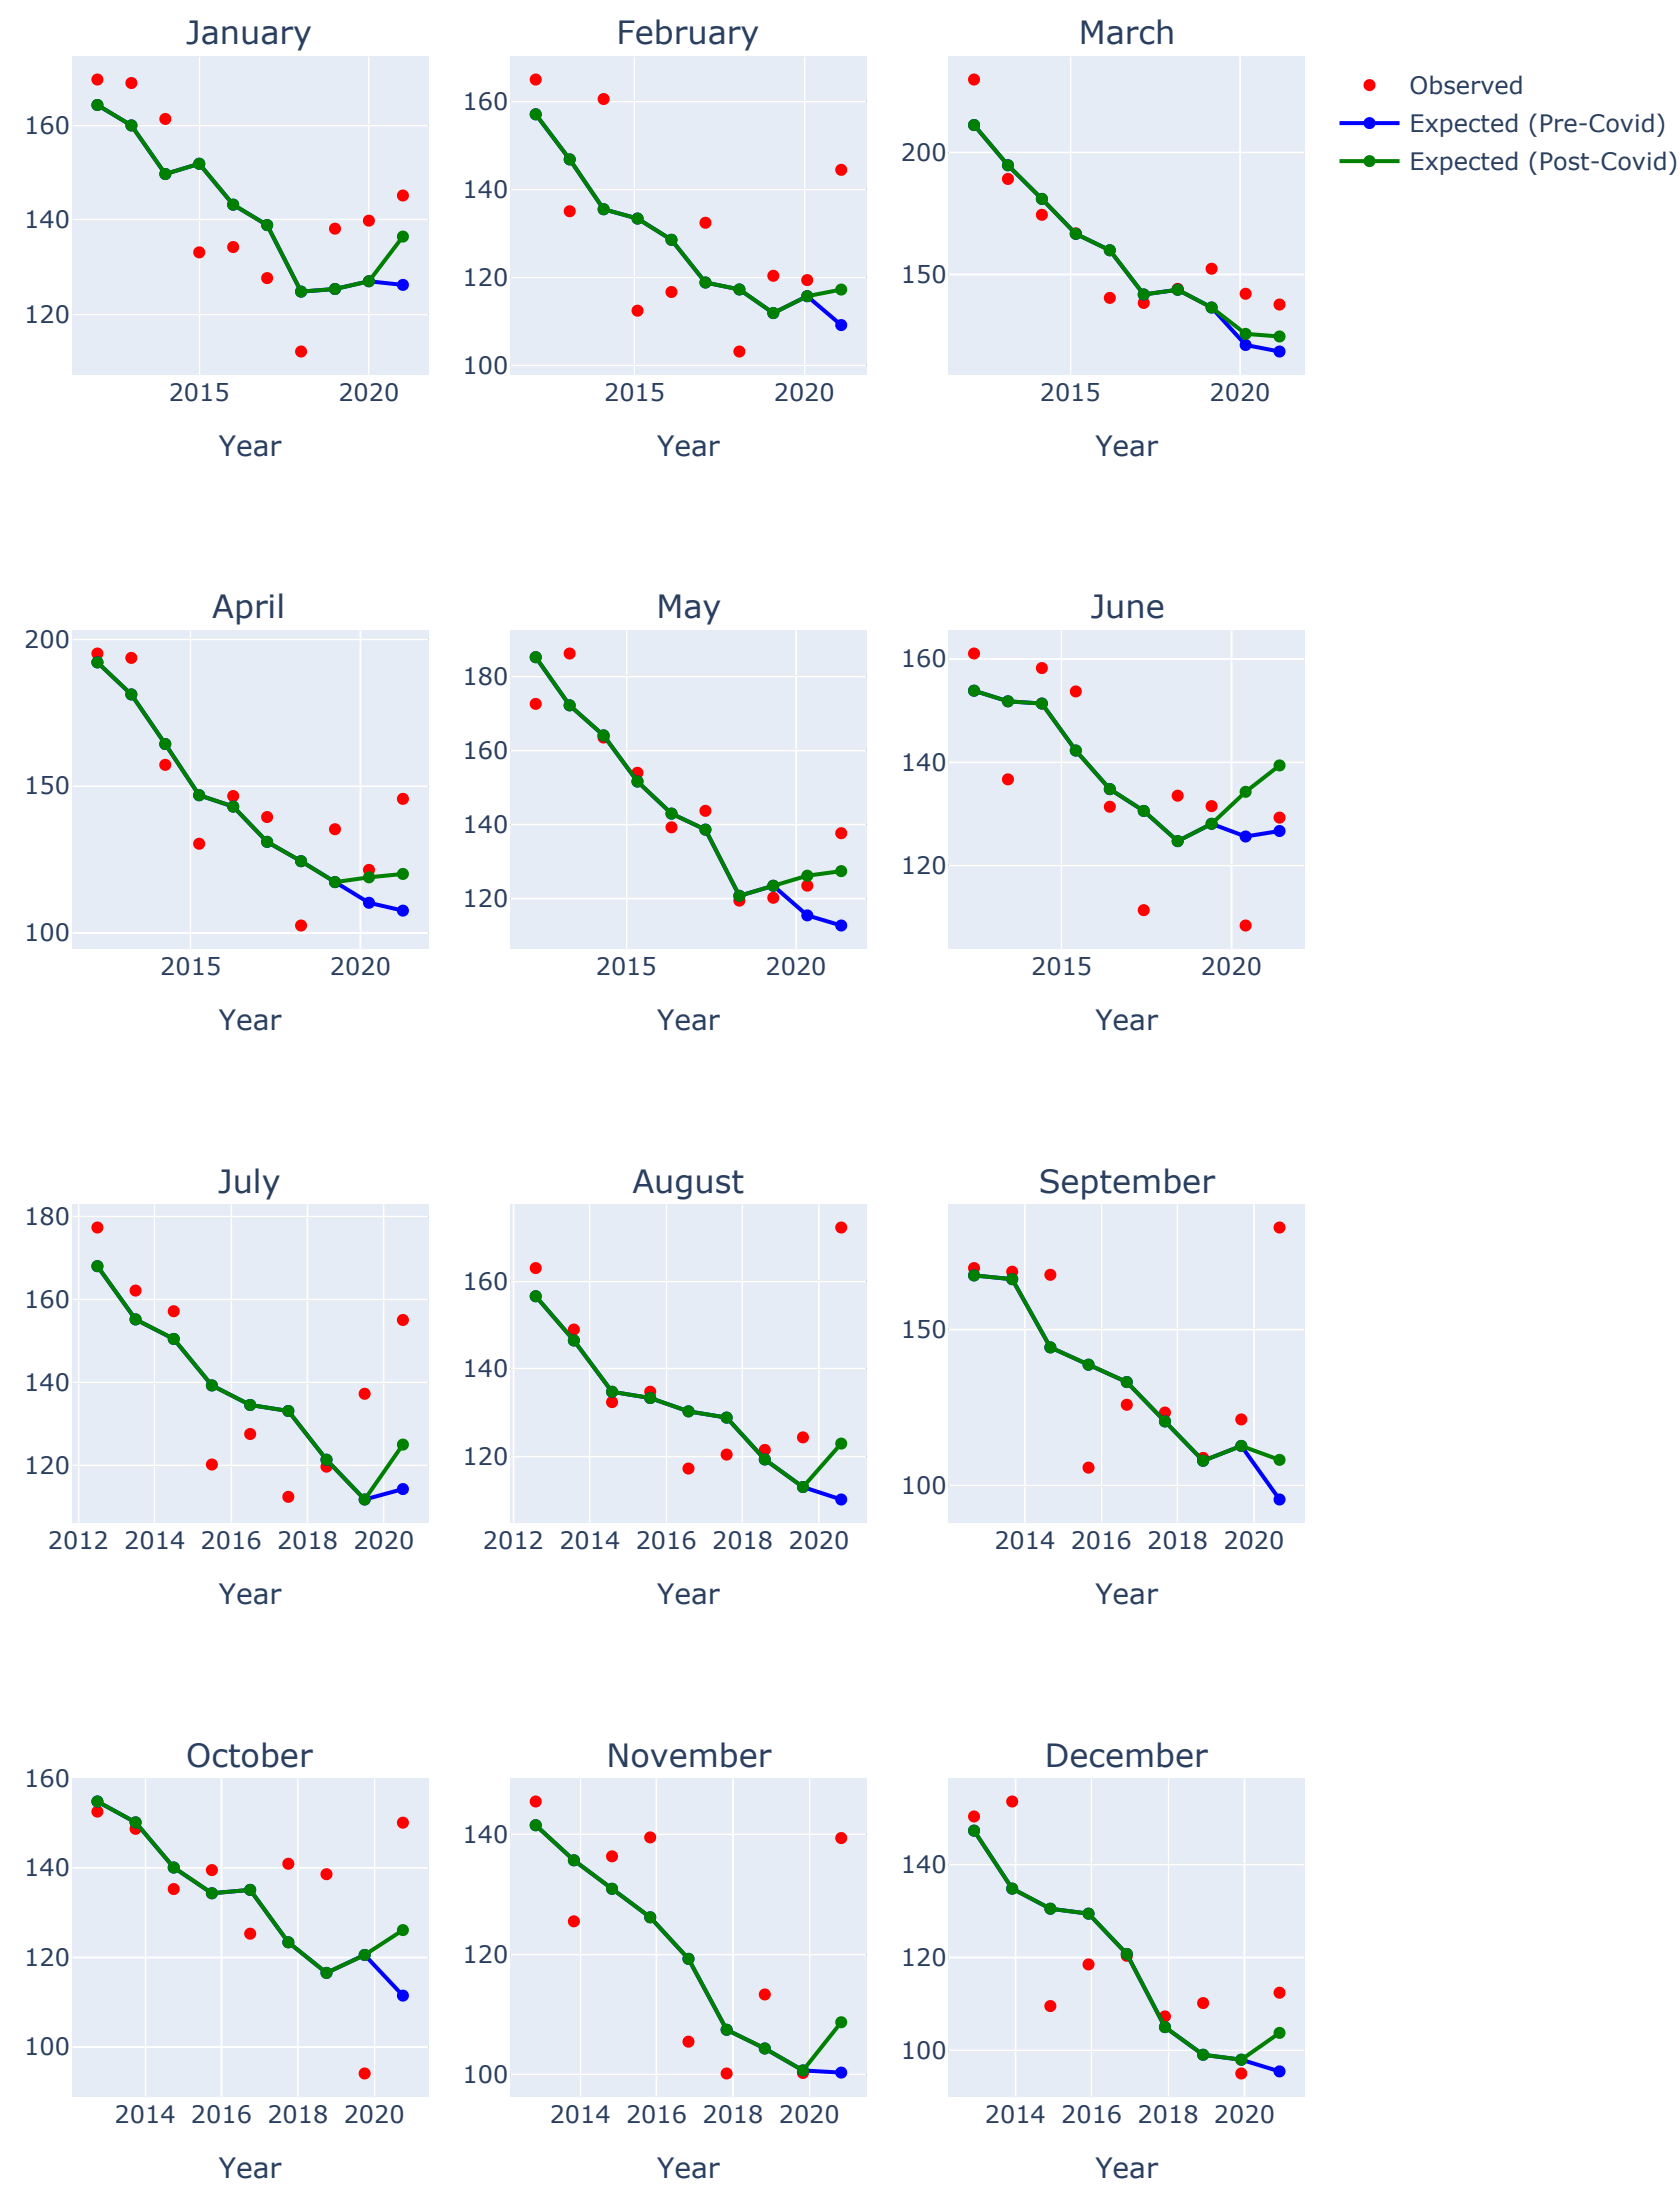 January
February
March
160
140
120
2015
2020
Year
160
140
120
100
2015
2020
Year
200
150
2015
2020
Year
Observed
Expected (Pre-Covid)
Expected (Post-Covid)
April
May
June
200
150
100
2015
2020
Year
180
160
140
120
2015
2020
Year
160
140
120
2015
2020
Year
July
August
September
180
160
140
120
2012 2014 2016 2018 2020
Year
160
140
120
2012 2014 2016 2018 2020
Year
150
100
2014 2016 2018 2020
Year
October
November
December
160
140
120
100
2014 2016 2018 2020
Year
140
120
100
2014 2016 2018 2020
Year
140
120
100
2014 2016 2018 2020
Year